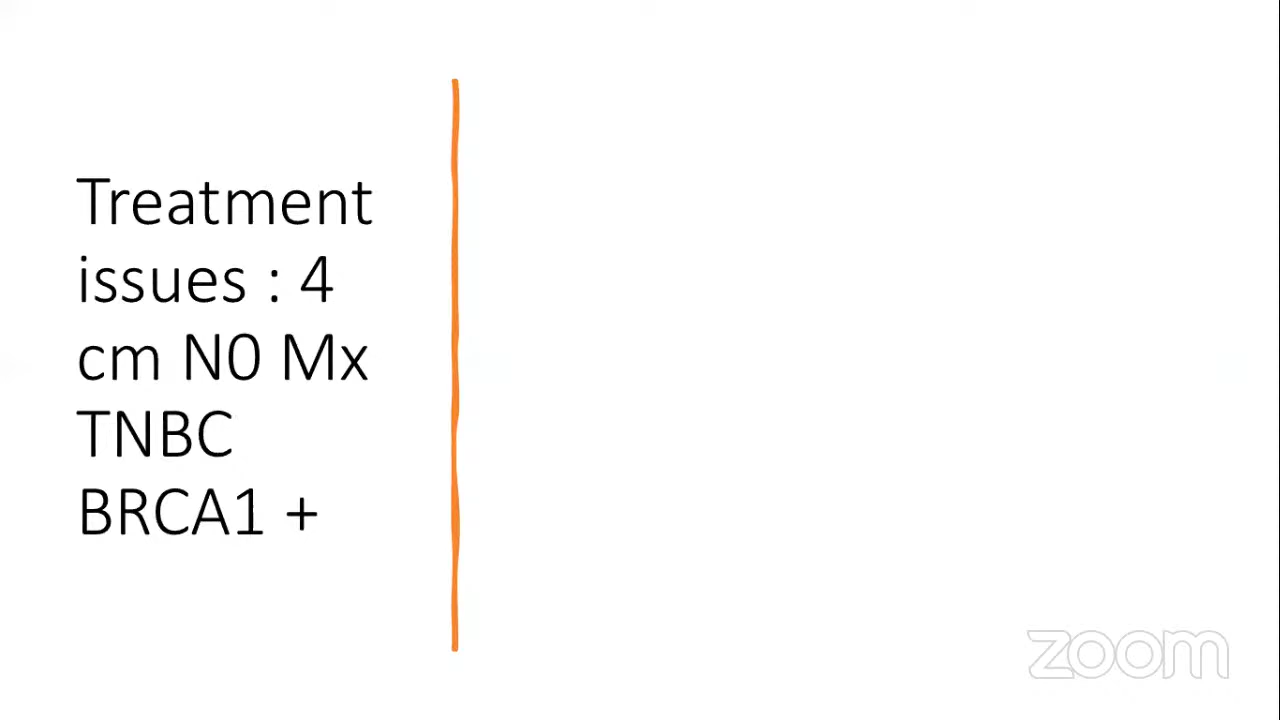 Treatment
issues : 4
cm N0 Mx
TNBC
BRCA1 +
zoom